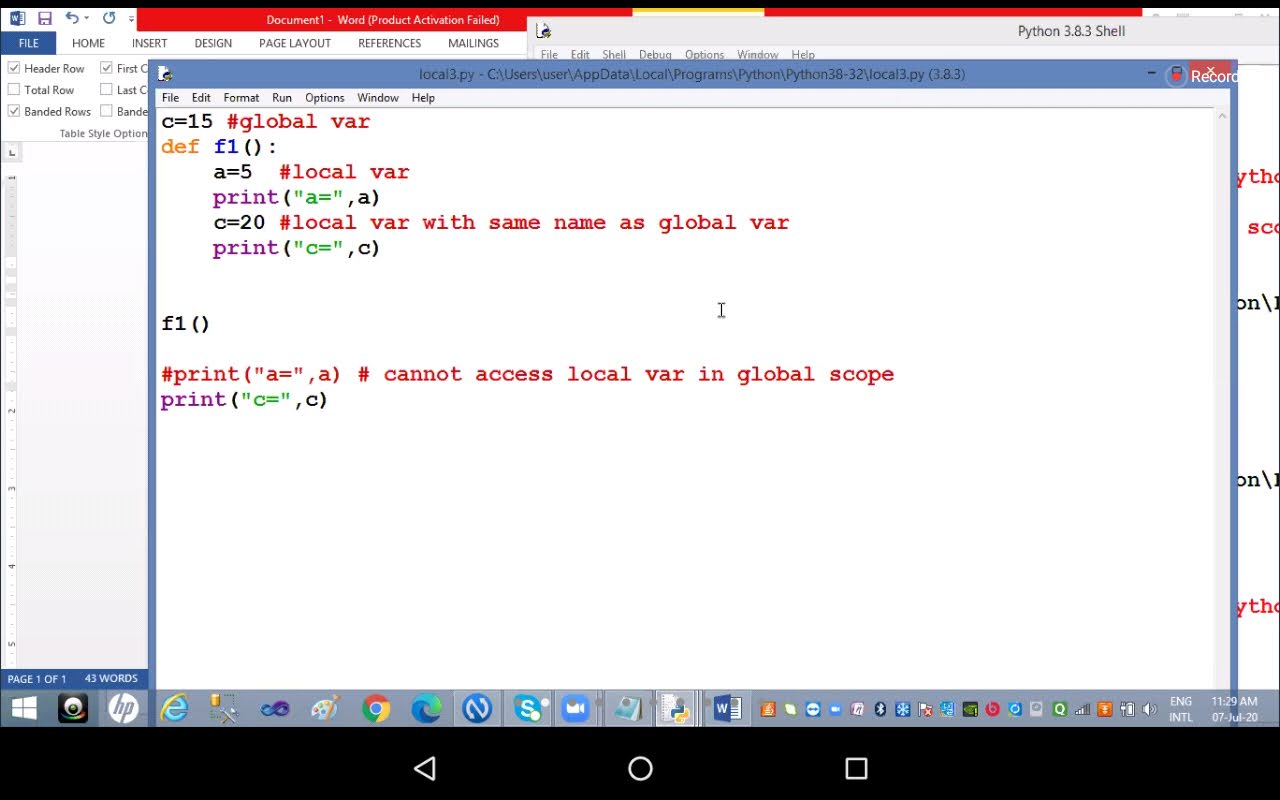 Document1 - Word (Product Activation Failed)
Python 3.8.3 Shell
FILE HOME INSERT DESIGN PAGE LAYOUT REFERENCES MAILINGS
File Edit Shell Debug Options Window Help
Header Row First C
Total Row Last C
Banded Rows Bande
Table Style Option
local3.py - C:\Users\user\AppData\Local\Programs\Python\Python38-32\local3.py (3.8.3)
Record
File Edit Format Run Options Window Help
c=15 #global var
def f1():
    a=5  #local var
    print("a=",a)
    c=20 #local var with same name as global var
    print("c=",c)
f1()
#print("a=",a) # cannot access local var in global scope
print("c=",c)
ytho
sco
on\
on\
ytho
1
2
3
4
5
PAGE 1 OF 1 43 WORDS
ENG
INTL
11:29 AM
07-Jul-20